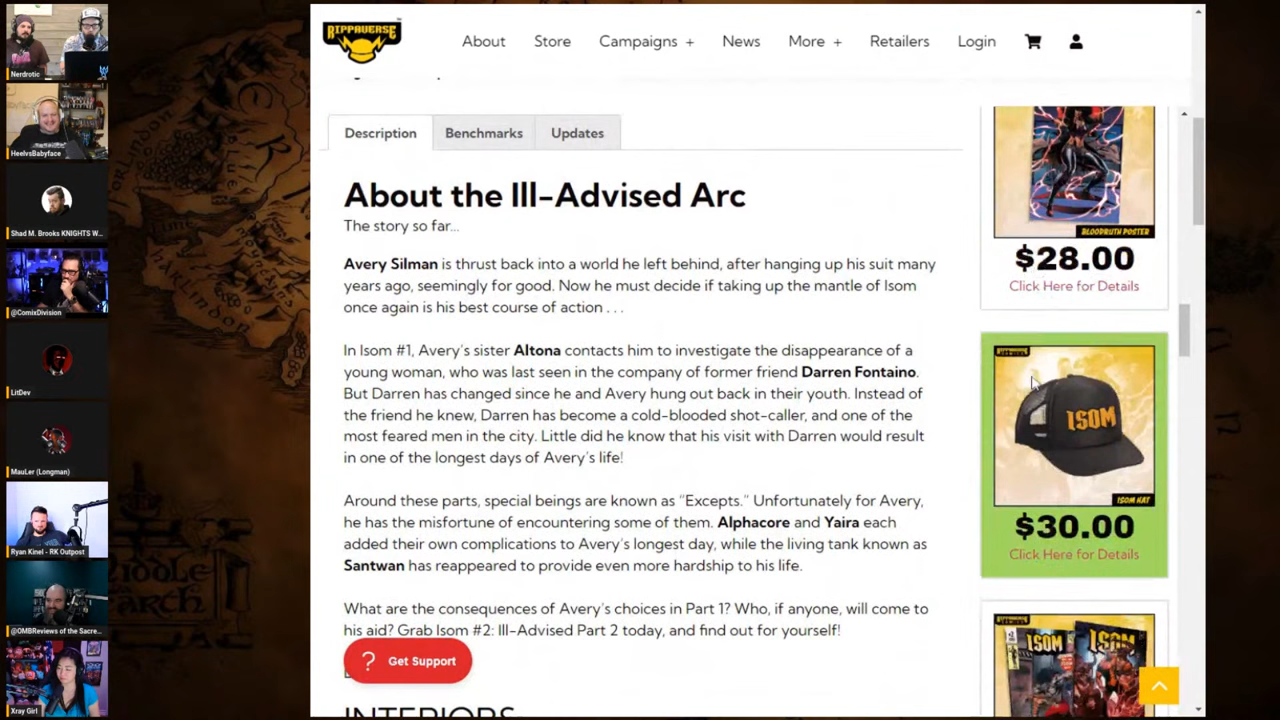 Nerdrotic
HeelvsBabyface
Shad M. Brooks KNIGHTS W...
@ComixDivision
LitDev
MauLer (Longman)
Ryan Kinel - RK Outpost
@OMBReviews of the Sacre...
Xray Girl
RIPPAVERSE
About
Store
Campaigns +
News
More +
Retailers
Login
Description
Benchmarks
Updates
About the Ill-Advised Arc
The story so far...
Avery Silman is thrust back into a world he left behind, after hanging up his suit many
years ago, seemingly for good. Now he must decide if taking up the mantle of Isom
once again is his best course of action . . .
In Isom #1, Avery's sister Altona contacts him to investigate the disappearance of a
young woman, who was last seen in the company of former friend Darren Fontaino.
But Darren has changed since he and Avery hung out back in their youth. Instead of
the friend he knew, Darren has become a cold-blooded shot-caller, and one of the
most feared men in the city. Little did he know that his visit with Darren would result
in one of the longest days of Avery's life!
Around these parts, special beings are known as “Excepts.” Unfortunately for Avery,
he has the misfortune of encountering some of them. Alphacore and Yaira each
added their own complications to Avery's longest day, while the living tank known as
Santwan has reappeared to provide even more hardship to his life.
What are the consequences of Avery's choices in Part 1? Who, if anyone, will come to
his aid? Grab Isom #2: Ill-Advised Part 2 today, and find out for yourself!
? Get Support
INTERIORS
BLOODRUTH POSTER
$28.00
Click Here for Details
ISOM
ISOM HAT
$30.00
Click Here for Details
ISOM
ISOM